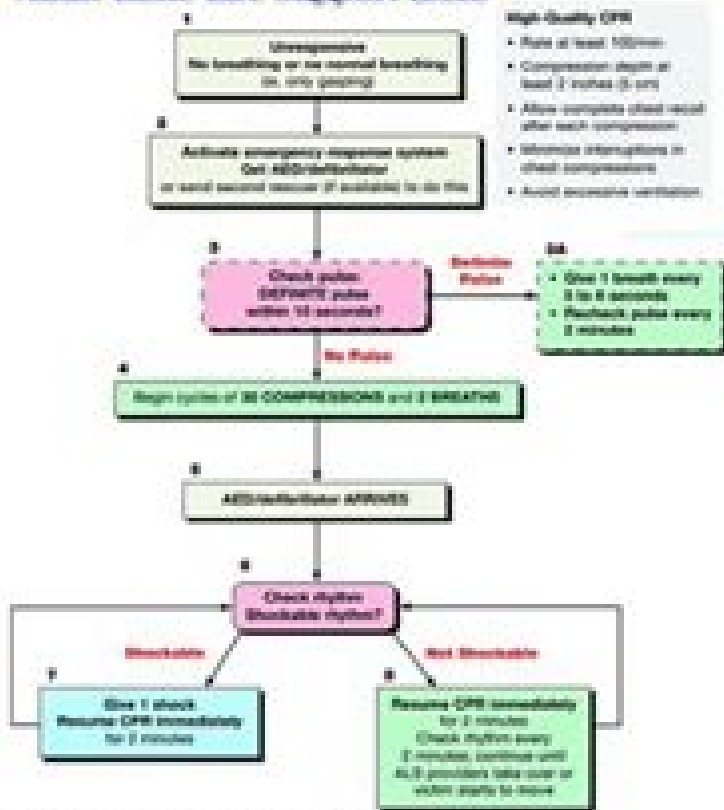 High-Quality CPR
• Rate at least 100/min
• Compression depth at
least 2 inches (5 cm)
• Allow complete chest recoil
after each compression
• Minimize interruptions in
chest compressions
• Avoid excessive ventilation
1
Unresponsive
No breathing or no normal breathing
(ie, only gasping)
2
Activate emergency response system
Get AED/defibrillator
or send second rescuer (if available) to do this
3
Check pulse:
DEFINITE pulse
within 10 seconds?
Definite
Pulse
3A
• Give 1 breath every
5 to 6 seconds
• Recheck pulse every
2 minutes
No Pulse
4
Begin cycles of 30 COMPRESSIONS and 2 BREATHS
5
AED/defibrillator ARRIVES
6
Check rhythm
Shockable rhythm?
Shockable
Not Shockable
7
Give 1 shock
Resume CPR immediately
for 2 minutes
8
Resume CPR immediately
for 2 minutes
Check rhythm every
2 minutes; continue until
ALS providers take over or
victim starts to move